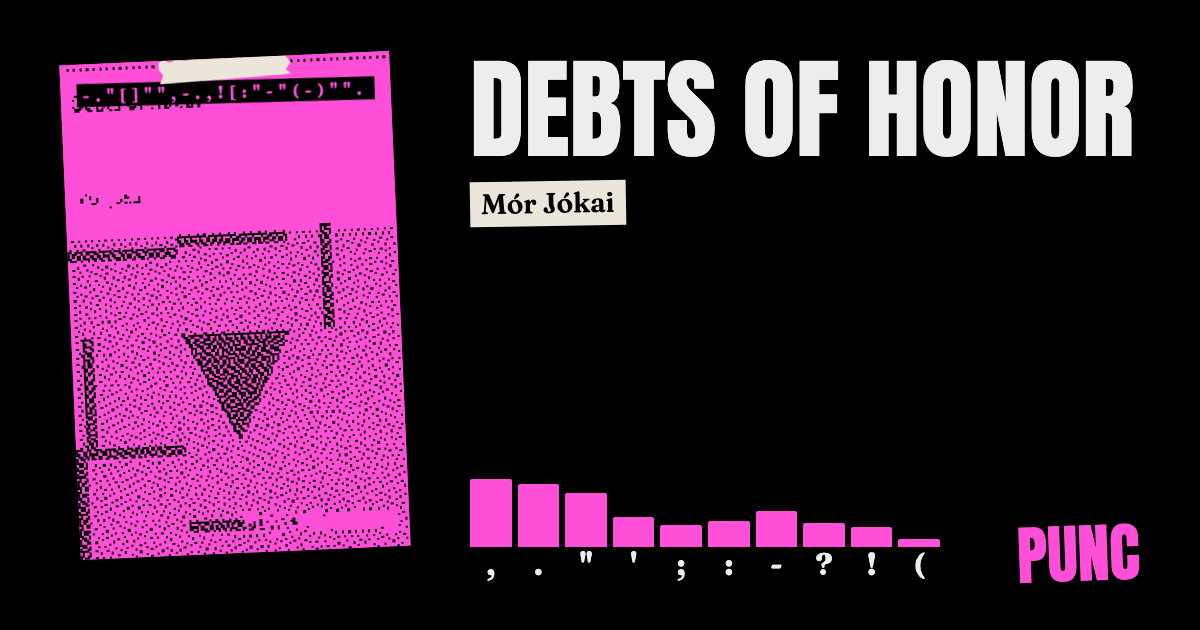 -."[]"",-.,![:"-"(-)"".
DEBTS OF HONOR
Mór Jókai
, . " ' ; : - ? ! (
PUNC